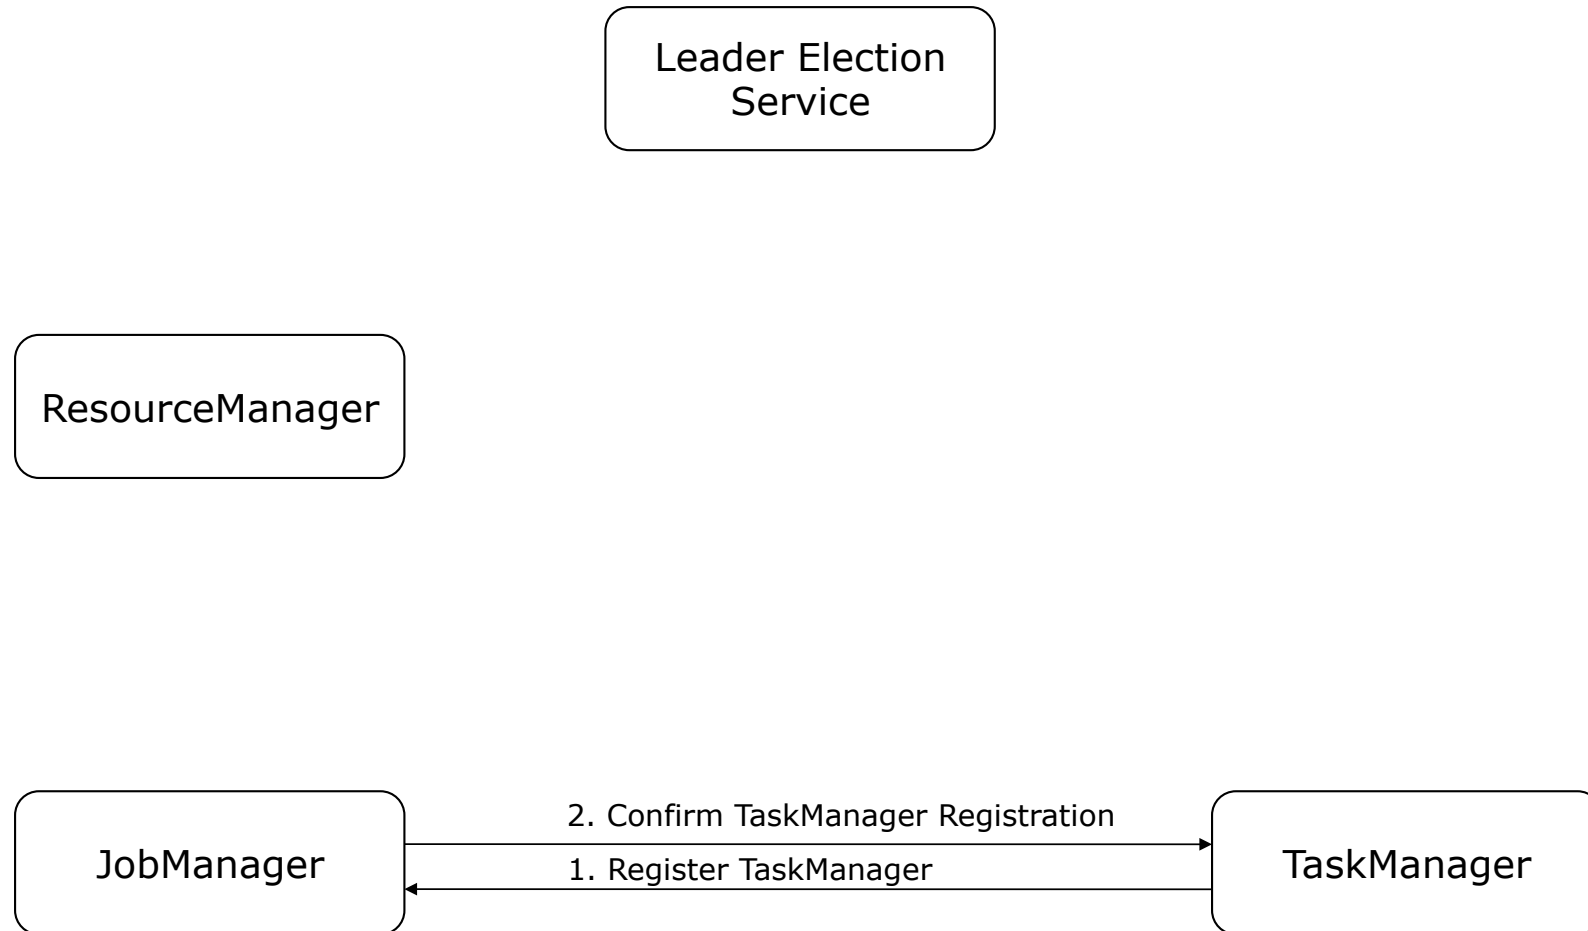 Leader Election
Service
ResourceManager
2. Confirm TaskManager Registration
JobManager
1. Register TaskManager
TaskManager